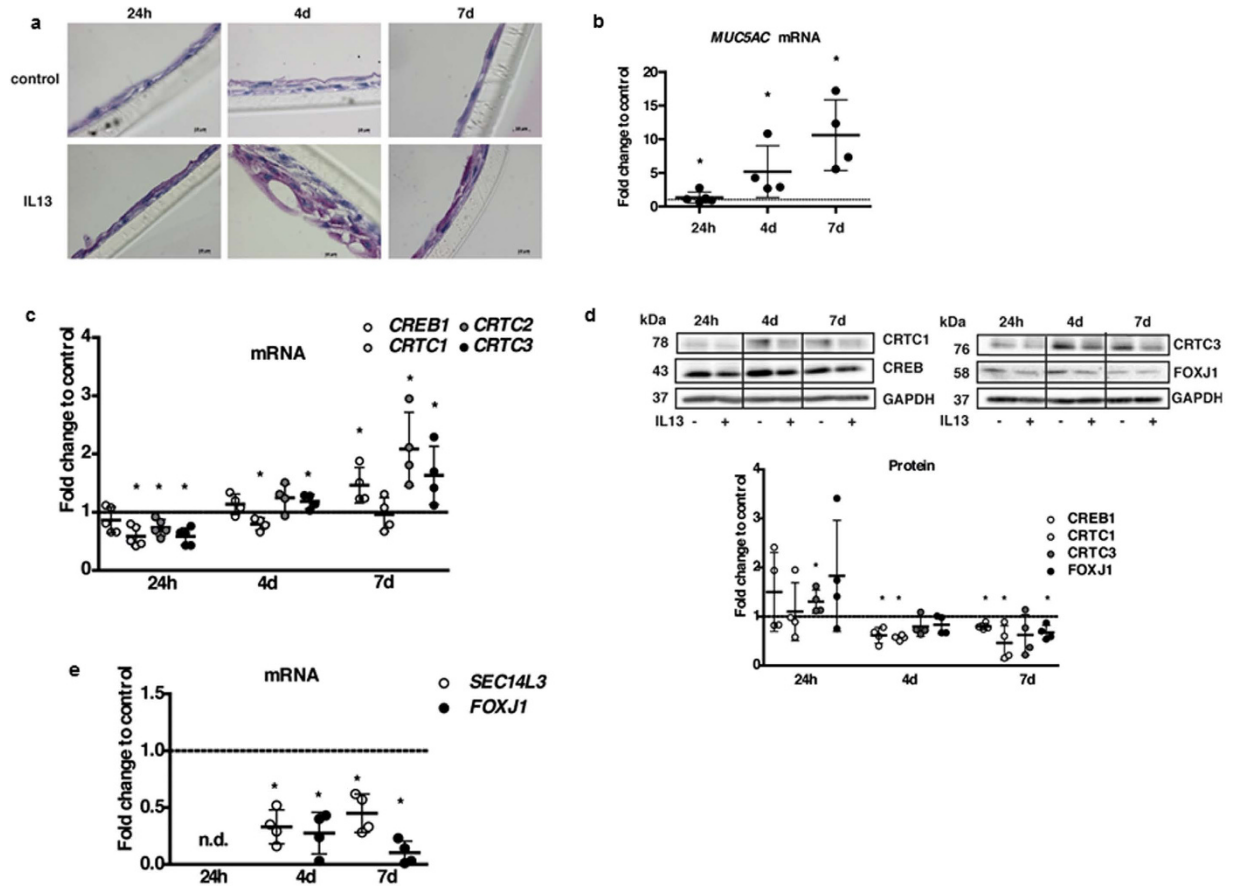 a
24h 4d 7d
control
IL13
b
MUC5AC mRNA
Fold change to control
20
15
10
5
0
* * *
24h 4d 7d
c
CREB1 CRTC2
CRTC1 CRTC3
mRNA
Fold change to control
4
3
2
1
0
* * * * * * * *
24h 4d 7d
d
kDa 24h 4d 7d
78 CRTC1
43 CREB
37 GAPDH
IL13 - + - + - +
kDa 24h 4d 7d
76 CRTC3
58 FOXJ1
37 GAPDH
IL13 - + - + - +
Protein
Fold change to control
4
3
2
1
0
CREB1
CRTC1
CRTC3
FOXJ1
* * * * * *
24h 4d 7d
e
mRNA
SEC14L3
FOXJ1
Fold change to control
1.5
1.0
0.5
0.0
n.d.
* * * *
24h 4d 7d